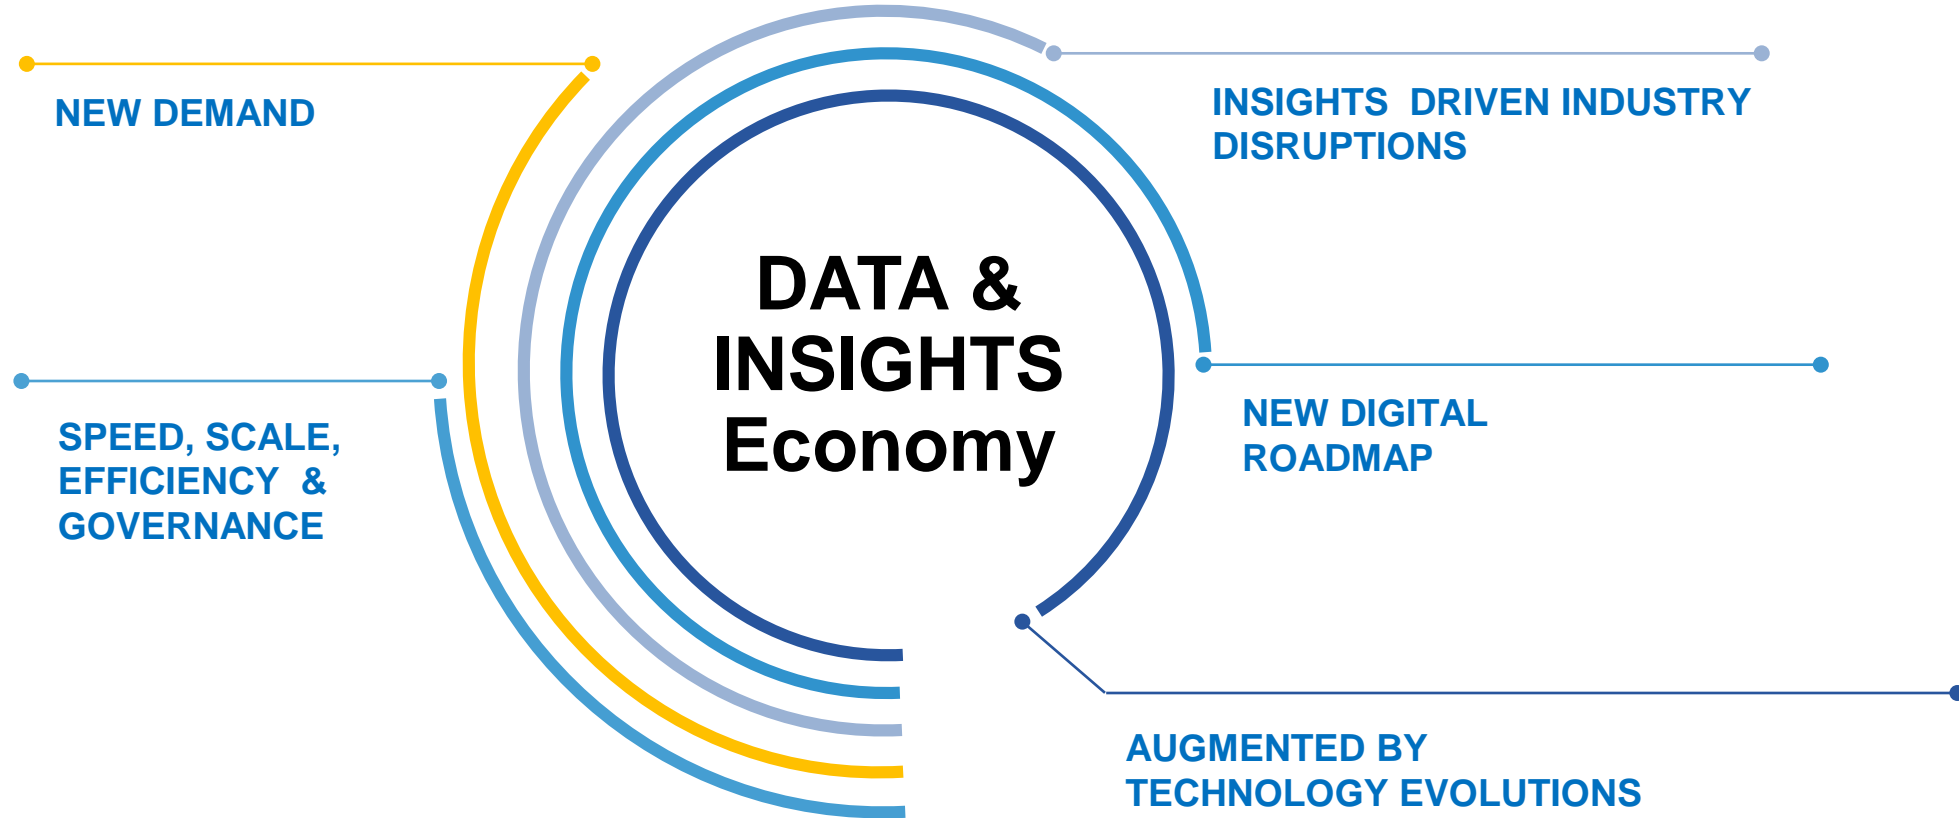 NEW DEMAND
INSIGHTS  DRIVEN INDUSTRY
DISRUPTIONS
DATA &
INSIGHTS
Economy
SPEED, SCALE,
EFFICIENCY  &
GOVERNANCE
NEW DIGITAL
ROADMAP
AUGMENTED BY
TECHNOLOGY EVOLUTIONS